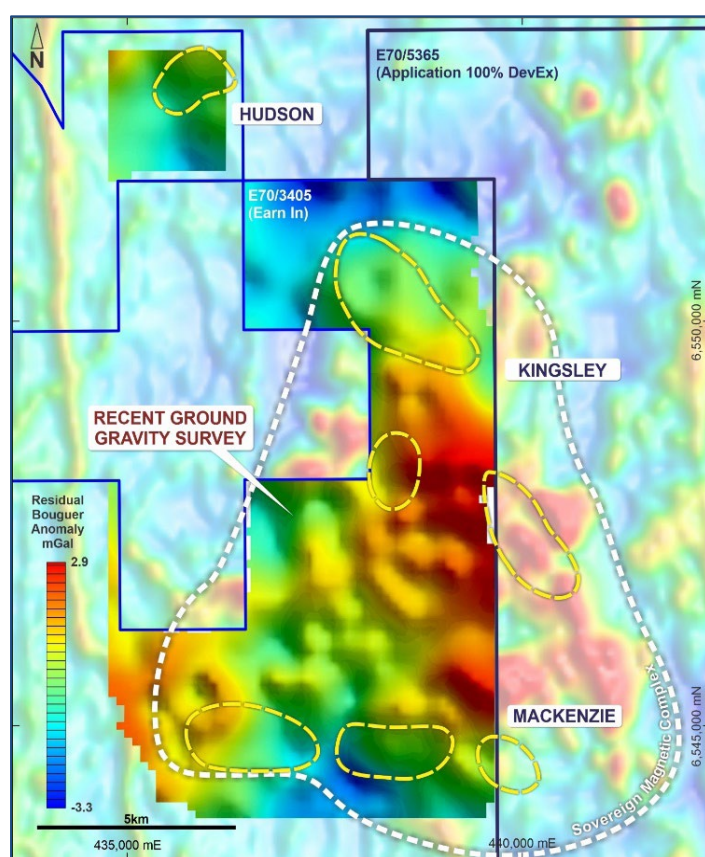 E70/5365
(Application 100% DevEx)
N
HUDSON
E70/3405
(Earn In)
6,550,000 mN
KINGSLEY
RECENT GROUND
GRAVITY SURVEY
Residual
Bouguer
Anomaly
mGal
2.9
-3.3
MACKENZIE
6,545,000 mN
Sovereign Magnetic Complex
5km
435,000 mE
440,000 mE